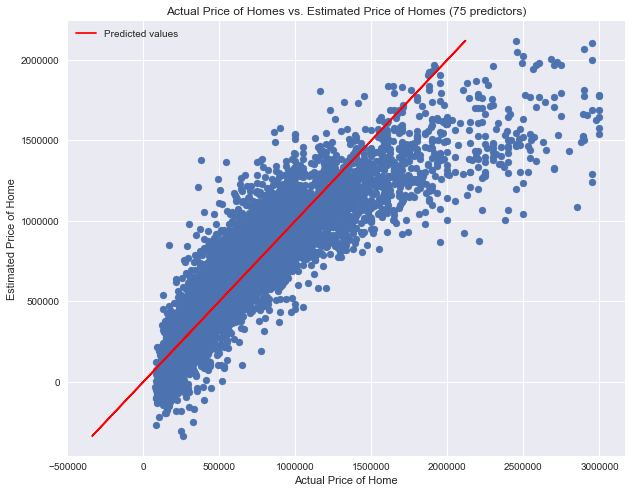 Actual Price of Homes vs. Estimated Price of Homes (75 predictors)
Predicted values
2000000
1500000
1000000
500000
0
Estimated Price of Home
−500000 0 500000 1000000 1500000 2000000 2500000 3000000
Actual Price of Home